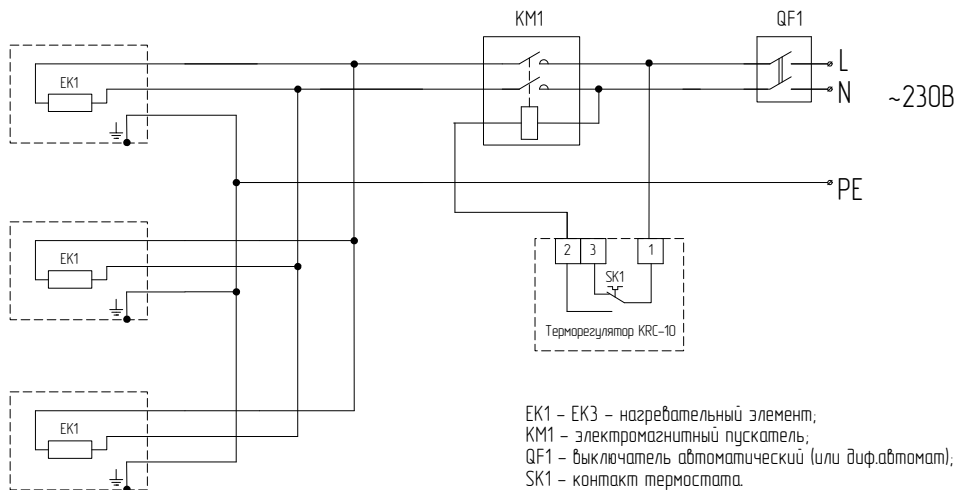 KM1
QF1
EK1
L
N
~230В
PE
EK1
2 3 1
SK1
Терморегулятор KRC-10
EK1
EK1 - EK3 - нагревательный элемент;
KM1 - электромагнитный пускатель;
QF1 - выключатель автоматический (или диф.автомат);
SK1 - контакт термостата.